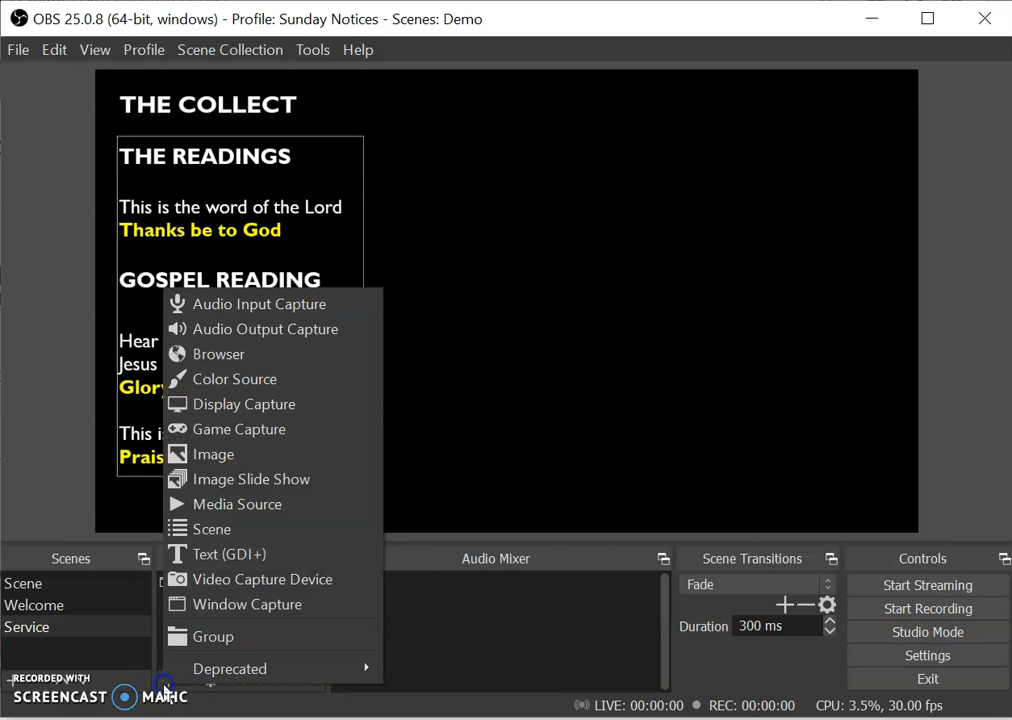 OBS 25.0.8 (64-bit, windows) - Profile: Sunday Notices - Scenes: Demo
File Edit View Profile Scene Collection Tools Help
THE COLLECT
THE READINGS
This is the word of the Lord
Thanks be to God
GOSPEL READING
Hear
Jesus
Glory
This i
Prais
Audio Input Capture
Audio Output Capture
Browser
Color Source
Display Capture
Game Capture
Image
Image Slide Show
Media Source
Scene
Text (GDI+)
Video Capture Device
Window Capture
Group
Deprecated
Scenes
Scene
Welcome
Service
Audio Mixer
Scene Transitions
Fade
Duration 300 ms
Controls
Start Streaming
Start Recording
Studio Mode
Settings
Exit
RECORDED WITH
SCREENCAST MATIC
LIVE: 00:00:00 REC: 00:00:00 CPU: 3.5%, 30.00 fps